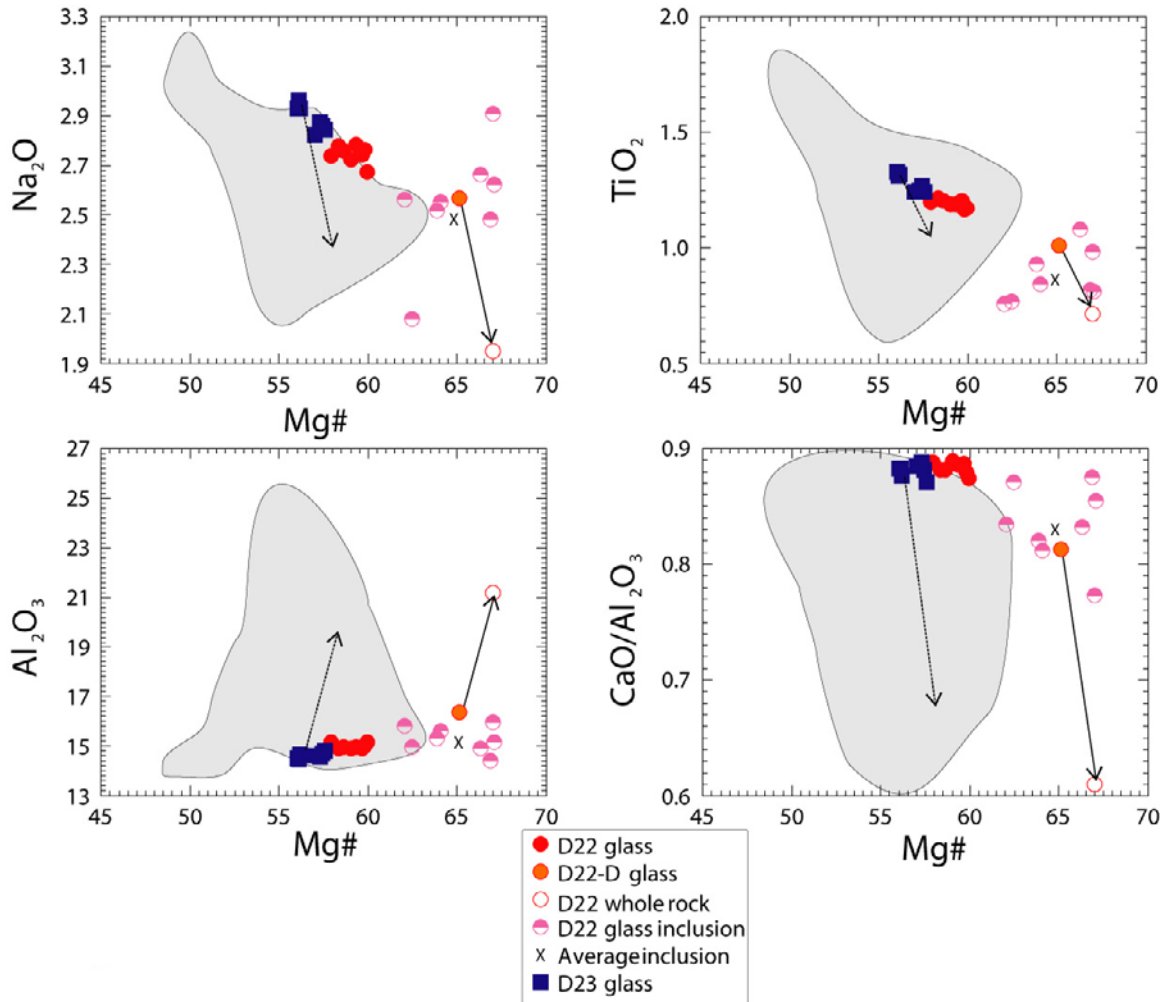 3.3
3.1
2.9
2.7
2.5
2.3
2.1
1.9
Na2O
45 50 55 60 65 70
Mg#
2.0
1.5
1.0
0.5
TiO2
45 50 55 60 65 70
Mg#
27
25
23
21
19
17
15
13
Al2O3
45 50 55 60 65 70
Mg#
0.9
0.8
0.7
0.6
CaO/Al2O3
45 50 55 60 65 70
Mg#
D22 glass
D22-D glass
D22 whole rock
D22 glass inclusion
x Average inclusion
D23 glass